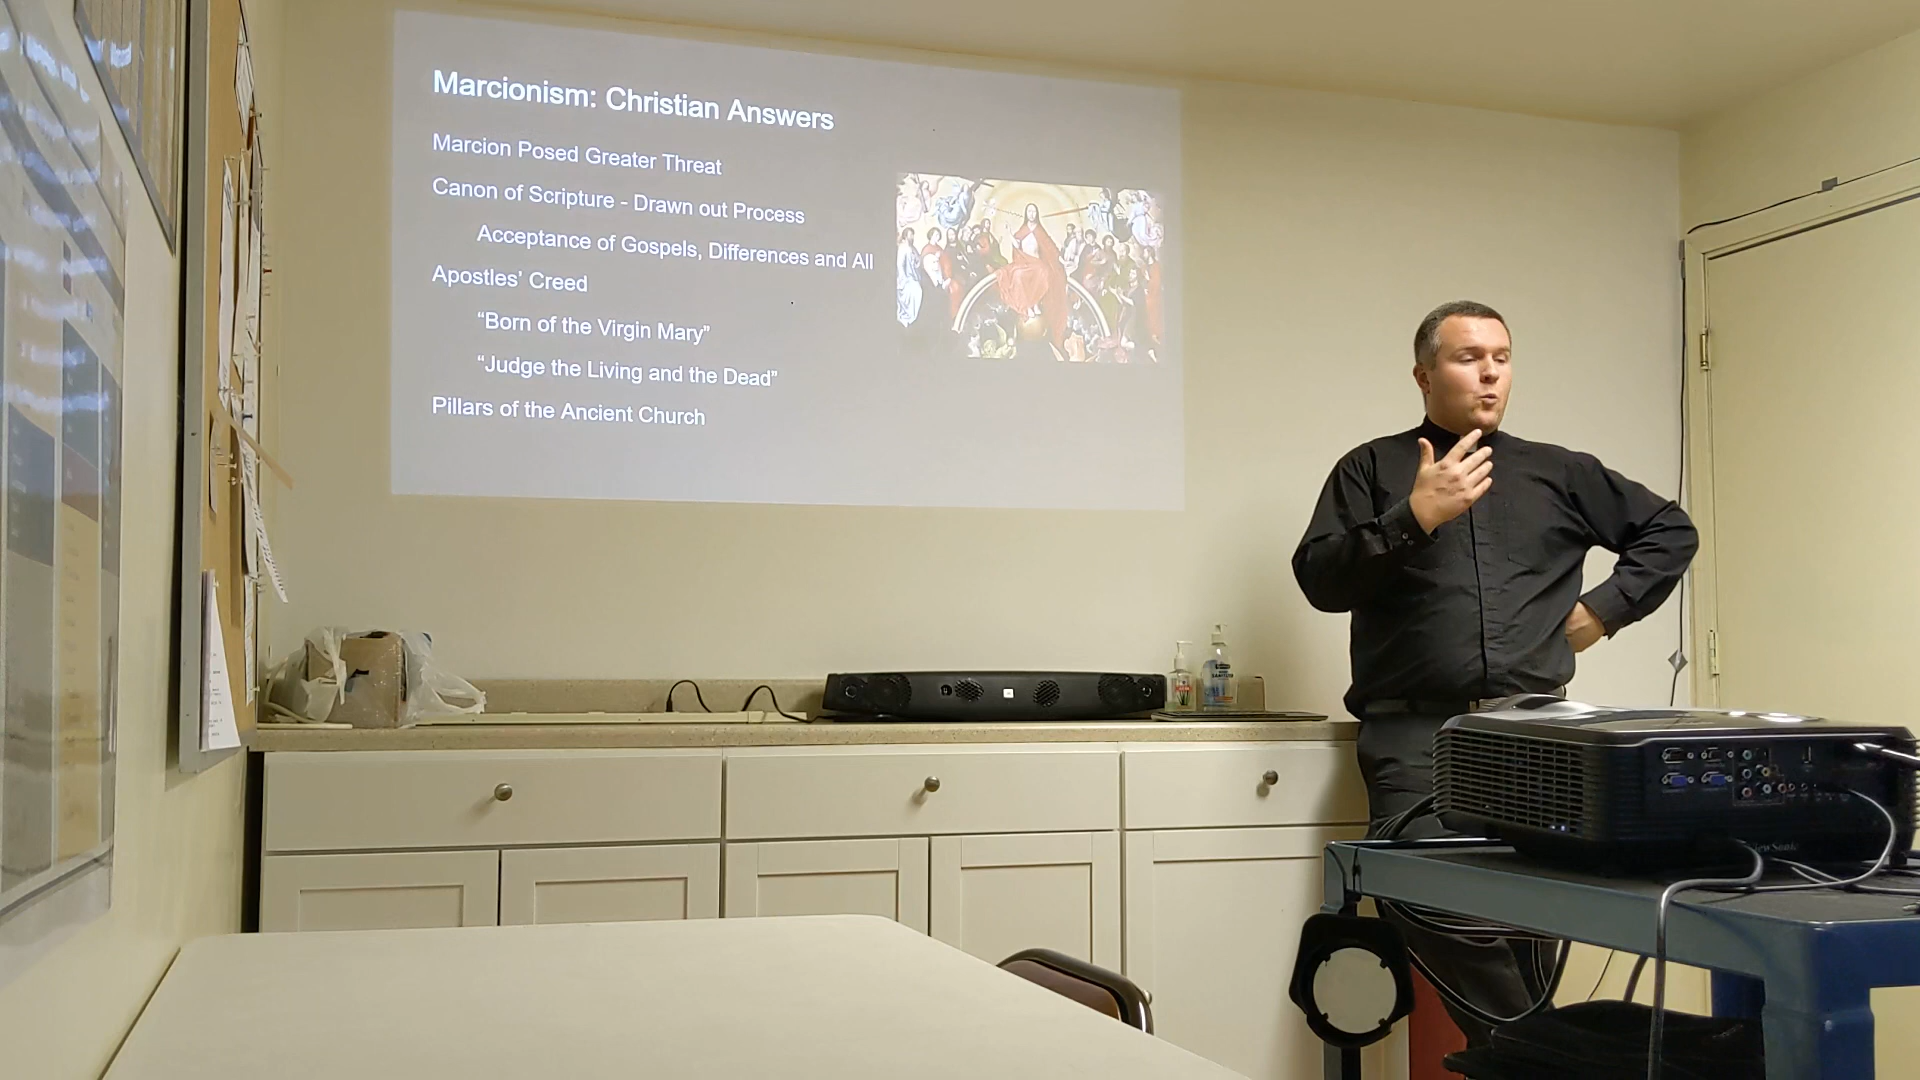 Marcionism: Christian Answers
Marcion Posed Greater Threat
Canon of Scripture - Drawn out Process
Acceptance of Gospels, Differences and All
Apostles' Creed
“Born of the Virgin Mary”
“Judge the Living and the Dead”
Pillars of the Ancient Church
ViewSonic